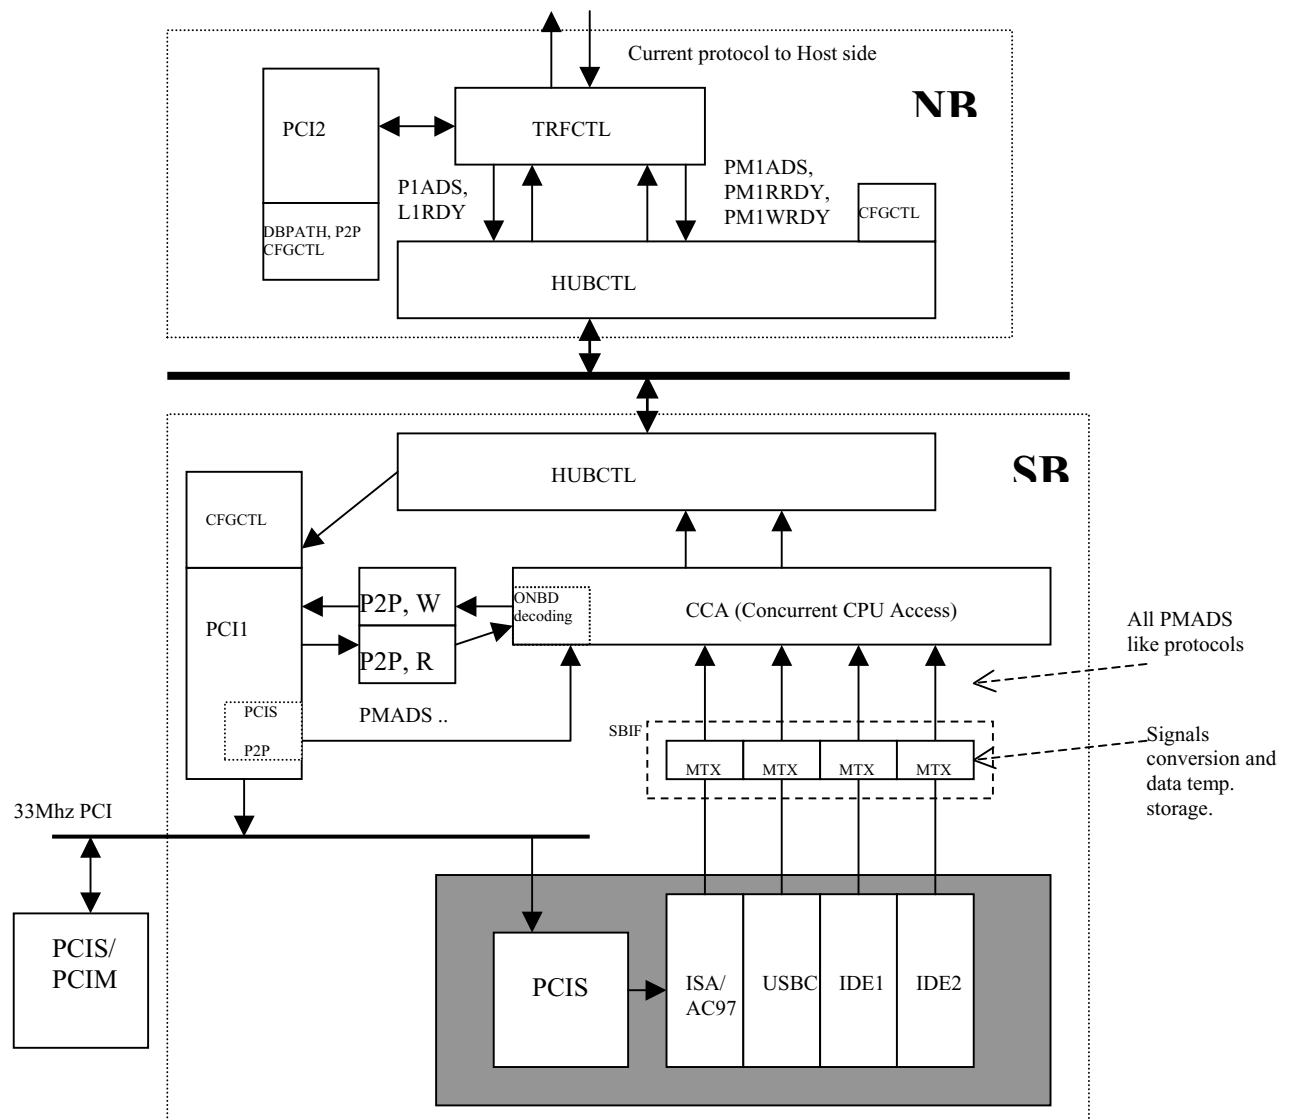 Current protocol to Host side
NB
PCI2
TRFCTL
P1ADS,
L1RDY
PM1ADS,
PM1RRDY,
PM1WRDY
CFGCTL
DBPATH, P2P
CFGCTL
HUBCTL
HUBCTL
SB
CFGCTL
P2P, W
ONBD
decoding
CCA (Concurrent CPU Access)
PCI1
P2P, R
All PMADS
like protocols
PCIS
P2P
PMADS ..
SBIF
MTX
MTX
MTX
MTX
Signals
conversion and
data temp.
storage.
33Mhz PCI
PCIS/
PCIM
PCIS
ISA/
AC97
USBC
IDE1
IDE2